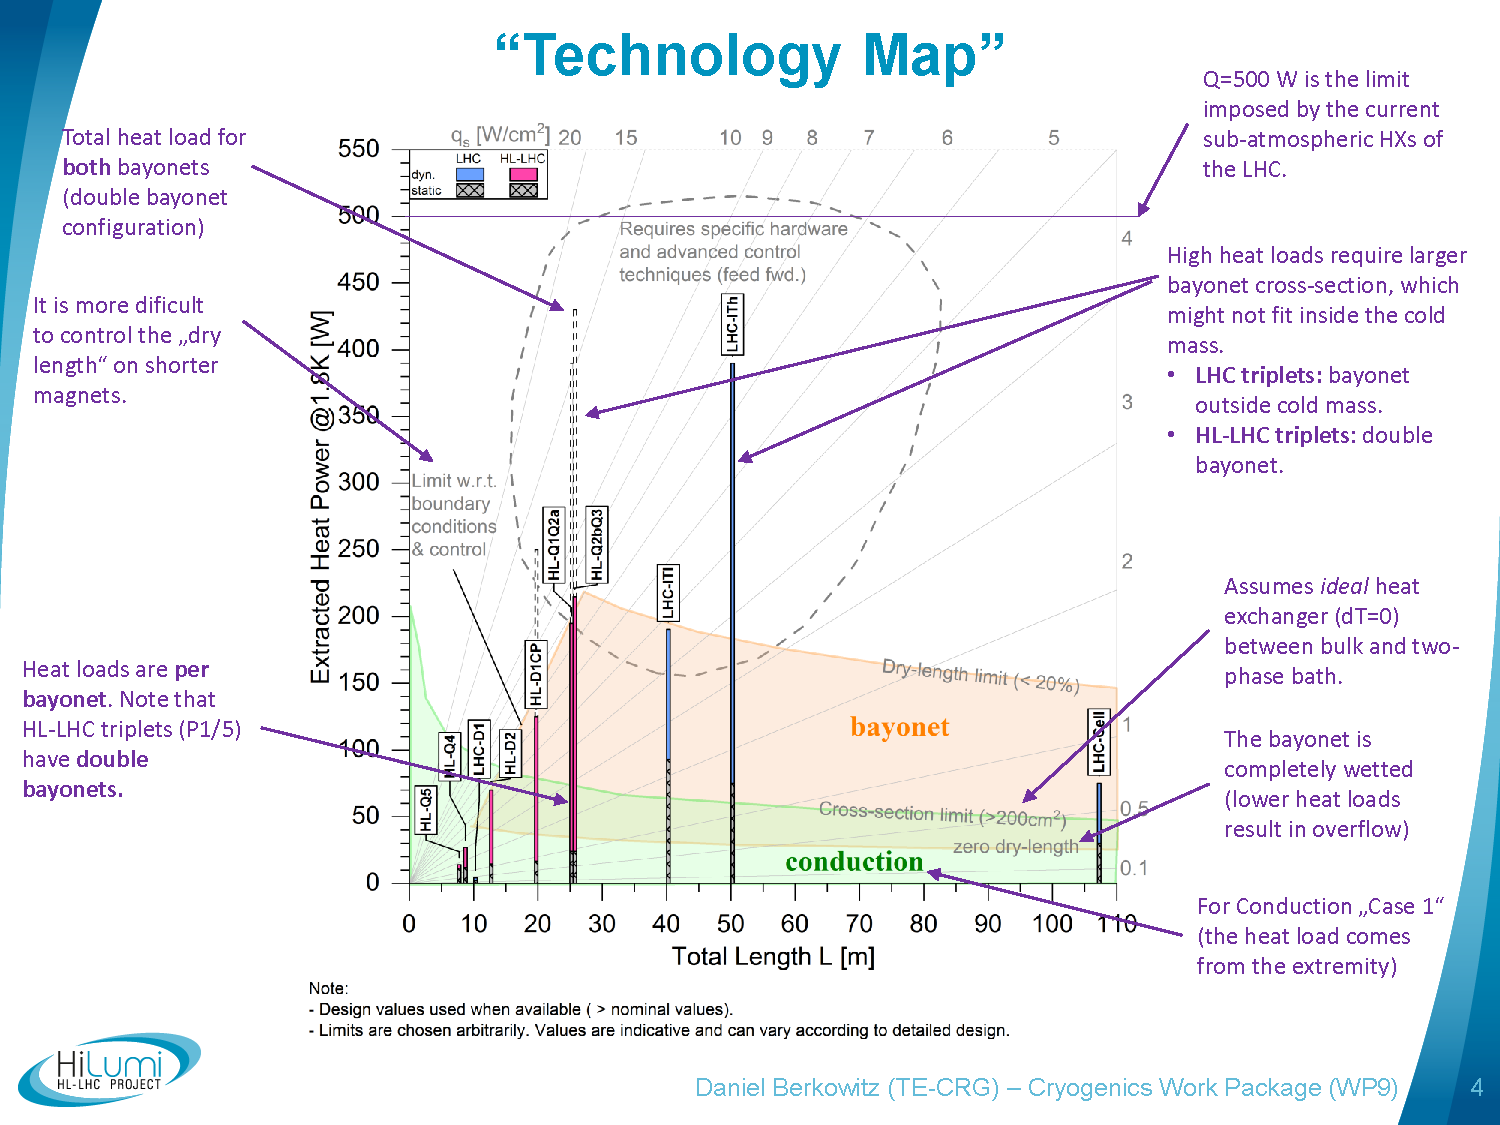 “Technology Map”
Total heat load for
both bayonets
(double bayonet
configuration)
It is more dificult
to control the „dry
length“ on shorter
magnets.
Heat loads are per
bayonet. Note that
HL-LHC triplets (P1/5)
have double
bayonets.
qs [W/cm²] 20 15 10 9 8 7 6 5
4
3
2
1
0.5
0.1
LHC HL-LHC
dyn.
static
Extracted Heat Power @1.8K [W]
550
500
450
400
350
300
250
200
150
100
50
0
Requires specific hardware
and advanced control
techniques (feed fwd.)
Limit w.r.t.
boundary
conditions
& control
HL-Q5
HL-Q4
LHC-D1
HL-D2
HL-D1CP
HL-Q1Q2a
HL-Q2bQ3
LHC-ITl
LHC-ITh
LHC-Cell
Dry-length limit (< 20%)
bayonet
Cross-section limit (>200cm²)
zero dry-length
conduction
0 10 20 30 40 50 60 70 80 90 100 110
Total Length L [m]
Note:
- Design values used when available ( > nominal values).
- Limits are chosen arbitrarily. Values are indicative and can vary according to detailed design.
Q=500 W is the limit
imposed by the current
sub-atmospheric HXs of
the LHC.
High heat loads require larger
bayonet cross-section, which
might not fit inside the cold
mass.
• LHC triplets: bayonet
outside cold mass.
• HL-LHC triplets: double
bayonet.
Assumes ideal heat
exchanger (dT=0)
between bulk and two-
phase bath.
The bayonet is
completely wetted
(lower heat loads
result in overflow)
For Conduction „Case 1“
(the heat load comes
from the extremity)
HILUMI
HL-LHC PROJECT
Daniel Berkowitz (TE-CRG) – Cryogenics Work Package (WP9)
4